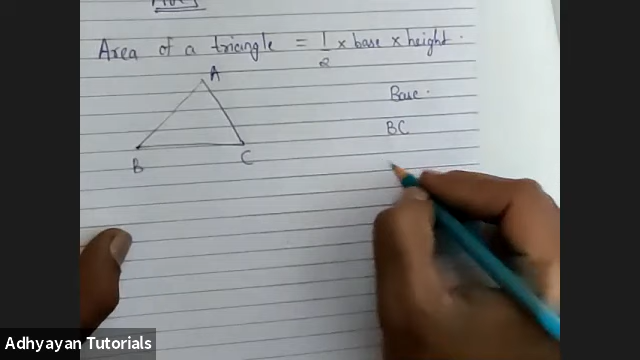 Area of a triangle = 1/2 × base × height.
A
Base.
BC
B
C
Adhyayan Tutorials